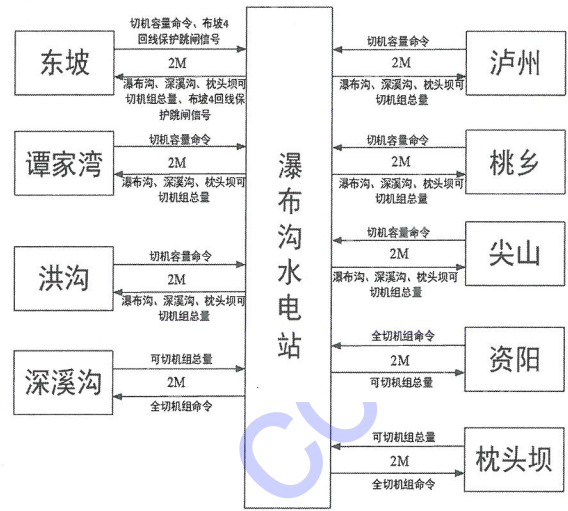 东坡
切机容量命令、布坡4
回线保护跳闸信号
2M
瀑布沟、深溪沟、枕头坝可
切机组总量、布坡4回线保
护跳闸信号
谭家湾
切机容量命令
2M
瀑布沟、深溪沟、枕头坝可
切机组总量
洪沟
切机容量命令
2M
瀑布沟、深溪沟、枕头坝可
切机组总量
深溪沟
可切机组总量
2M
全切机组命令
瀑布沟水电站
泸州
切机容量命令
2M
瀑布沟、深溪沟、枕头坝可
切机组总量
桃乡
切机容量命令
2M
瀑布沟、深溪沟、枕头坝可
切机组总量
尖山
切机容量命令
2M
瀑布沟、深溪沟、枕头坝可
切机组总量
资阳
全切机组命令
2M
可切机组总量
枕头坝
可切机组总量
2M
全切机组命令